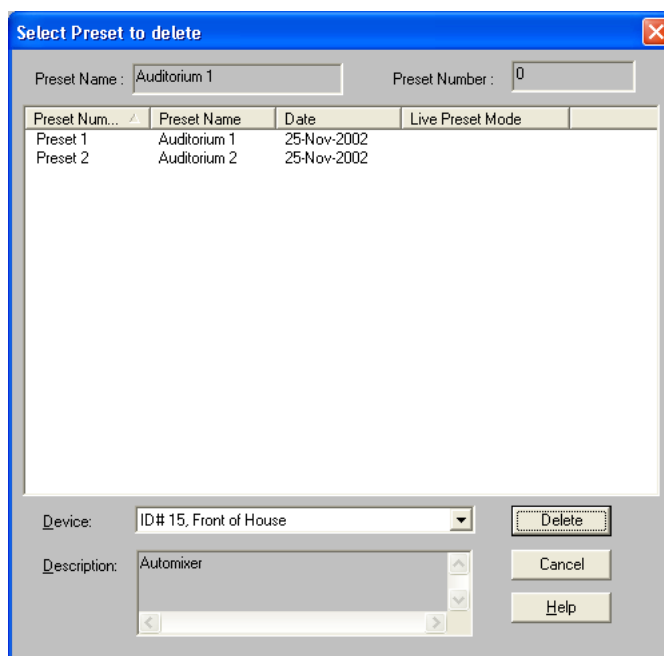 Select Preset to delete
Preset Name : Auditorium 1 Preset Number : 0
Preset Num... Preset Name Date Live Preset Mode
Preset 1 Auditorium 1 25-Nov-2002
Preset 2 Auditorium 2 25-Nov-2002
Device: ID# 15, Front of House Delete
Description: Automixer Cancel
Help